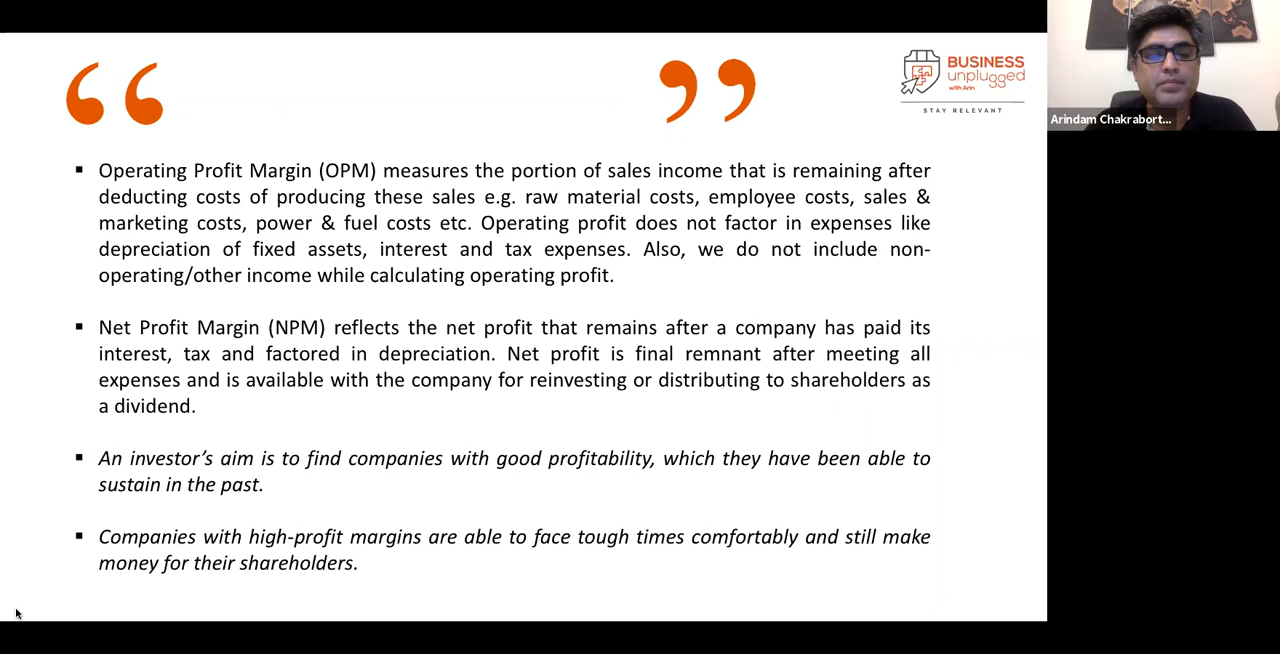 BUSINESS
unplugged
with Arin
STAY RELEVANT
Arindam Chakrabort...
▪ Operating Profit Margin (OPM) measures the portion of sales income that is remaining after
deducting costs of producing these sales e.g. raw material costs, employee costs, sales &
marketing costs, power & fuel costs etc. Operating profit does not factor in expenses like
depreciation of fixed assets, interest and tax expenses. Also, we do not include non-
operating/other income while calculating operating profit.
▪ Net Profit Margin (NPM) reflects the net profit that remains after a company has paid its
interest, tax and factored in depreciation. Net profit is final remnant after meeting all
expenses and is available with the company for reinvesting or distributing to shareholders as
a dividend.
▪ An investor’s aim is to find companies with good profitability, which they have been able to
sustain in the past.
▪ Companies with high-profit margins are able to face tough times comfortably and still make
money for their shareholders.